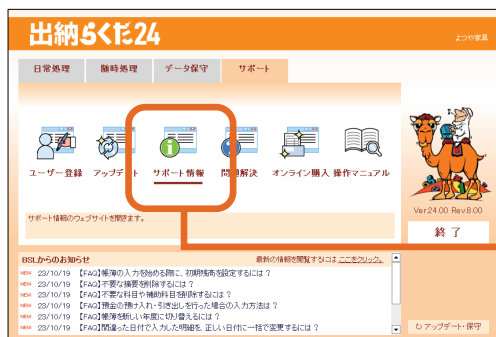 出納らくだ24
よつや家具
日常処理 随時処理 データ保守 サポート
ユーザー登録 アップデート サポート情報 問題解決 オンライン購入 操作マニュアル
サポート情報のウェブサイトを開きます。
Ver.24.00 Rev.8.00
終了
BSLからのお知らせ 最新の情報を閲覧するには ここをクリック。
NEW 23/10/19 【FAQ】帳簿の入力を始める際に、初期残高を設定するには?
NEW 23/10/19 【FAQ】不要な摘要を削除するには?
NEW 23/10/19 【FAQ】不要な科目や補助科目を削除するには?
NEW 23/10/19 【FAQ】預金の預け入れ・引き出しを行った場合の入力方法は?
NEW 23/10/19 【FAQ】帳簿を新しい年度に切り替えるには?
NEW 23/10/19 【FAQ】間違った日付で入力した明細を、正しい日付に一括で変更するには?
アップデート・保守